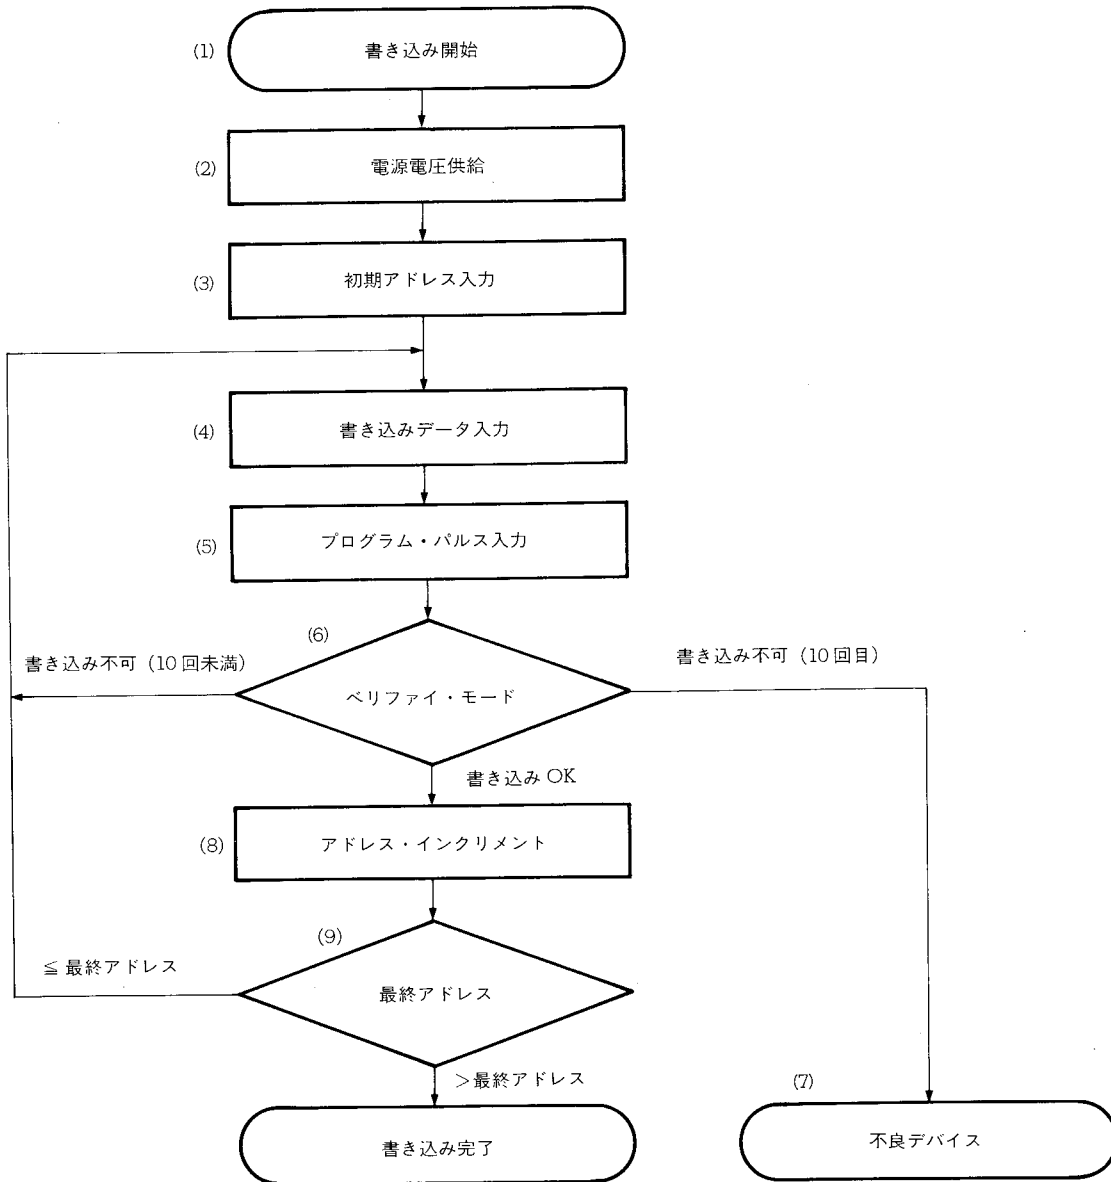 (1)
書き込み開始
(2)
電源電圧供給
(3)
初期アドレス入力
(4)
書き込みデータ入力
(5)
プログラム・パルス入力
(6)
書き込み不可 (10回未満)
書き込み不可 (10回目)
ベリファイ・モード
書き込み OK
(8)
アドレス・インクリメント
(9)
≦ 最終アドレス
最終アドレス
>最終アドレス
(7)
書き込み完了
不良デバイス